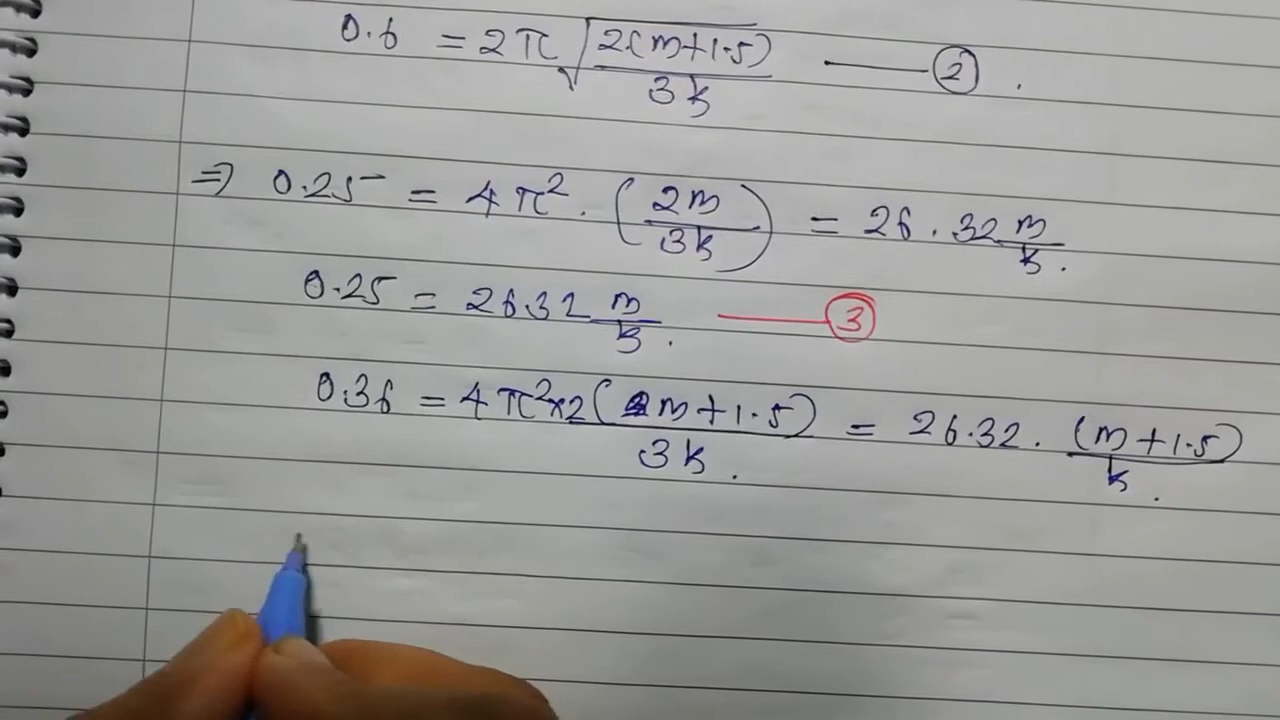 0.6 = 2π √(2(m+1.5)/3k) —— ②.
⇒ 0.25 = 4π². (2m/3k) = 26.32 m/k.
0.25 = 26.32 m/k. —— ③
0.36 = 4π²×2(m+1.5)/3k. = 26.32. (m+1.5)/k.